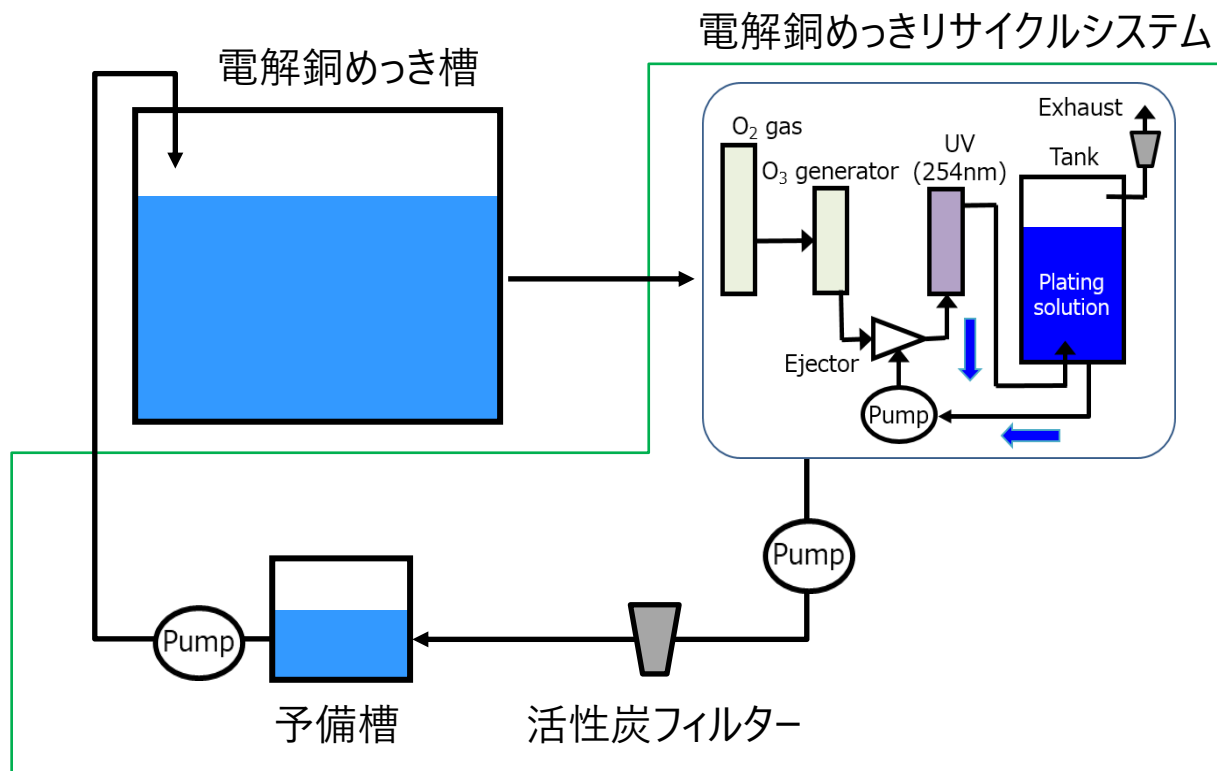 電解銅めっきリサイクルシステム
電解銅めっき槽
O₂ gas
O₃ generator
UV
(254nm)
Exhaust
Tank
Plating
solution
Ejector
Pump
Pump
Pump
予備槽
活性炭フィルター